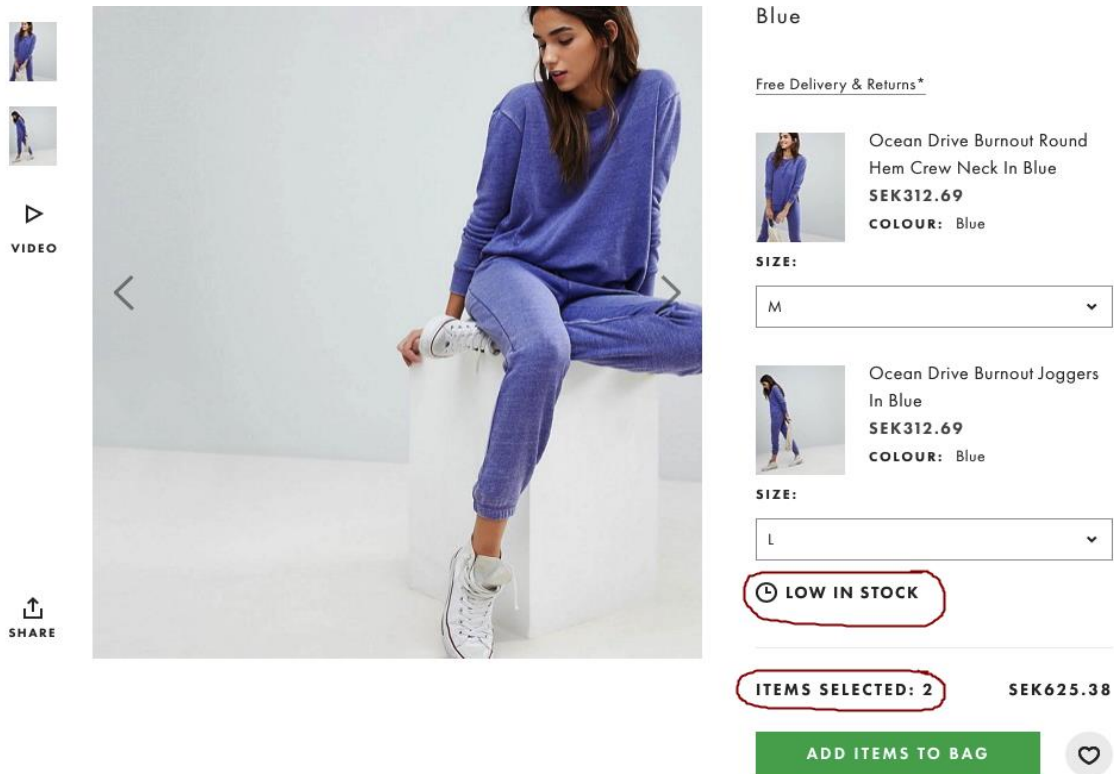 Blue
Free Delivery & Returns*
Ocean Drive Burnout Round
Hem Crew Neck In Blue
SEK312.69
COLOUR: Blue
SIZE:
M
Ocean Drive Burnout Joggers
In Blue
SEK312.69
COLOUR: Blue
SIZE:
L
LOW IN STOCK
ITEMS SELECTED: 2 SEK625.38
ADD ITEMS TO BAG
VIDEO
SHARE